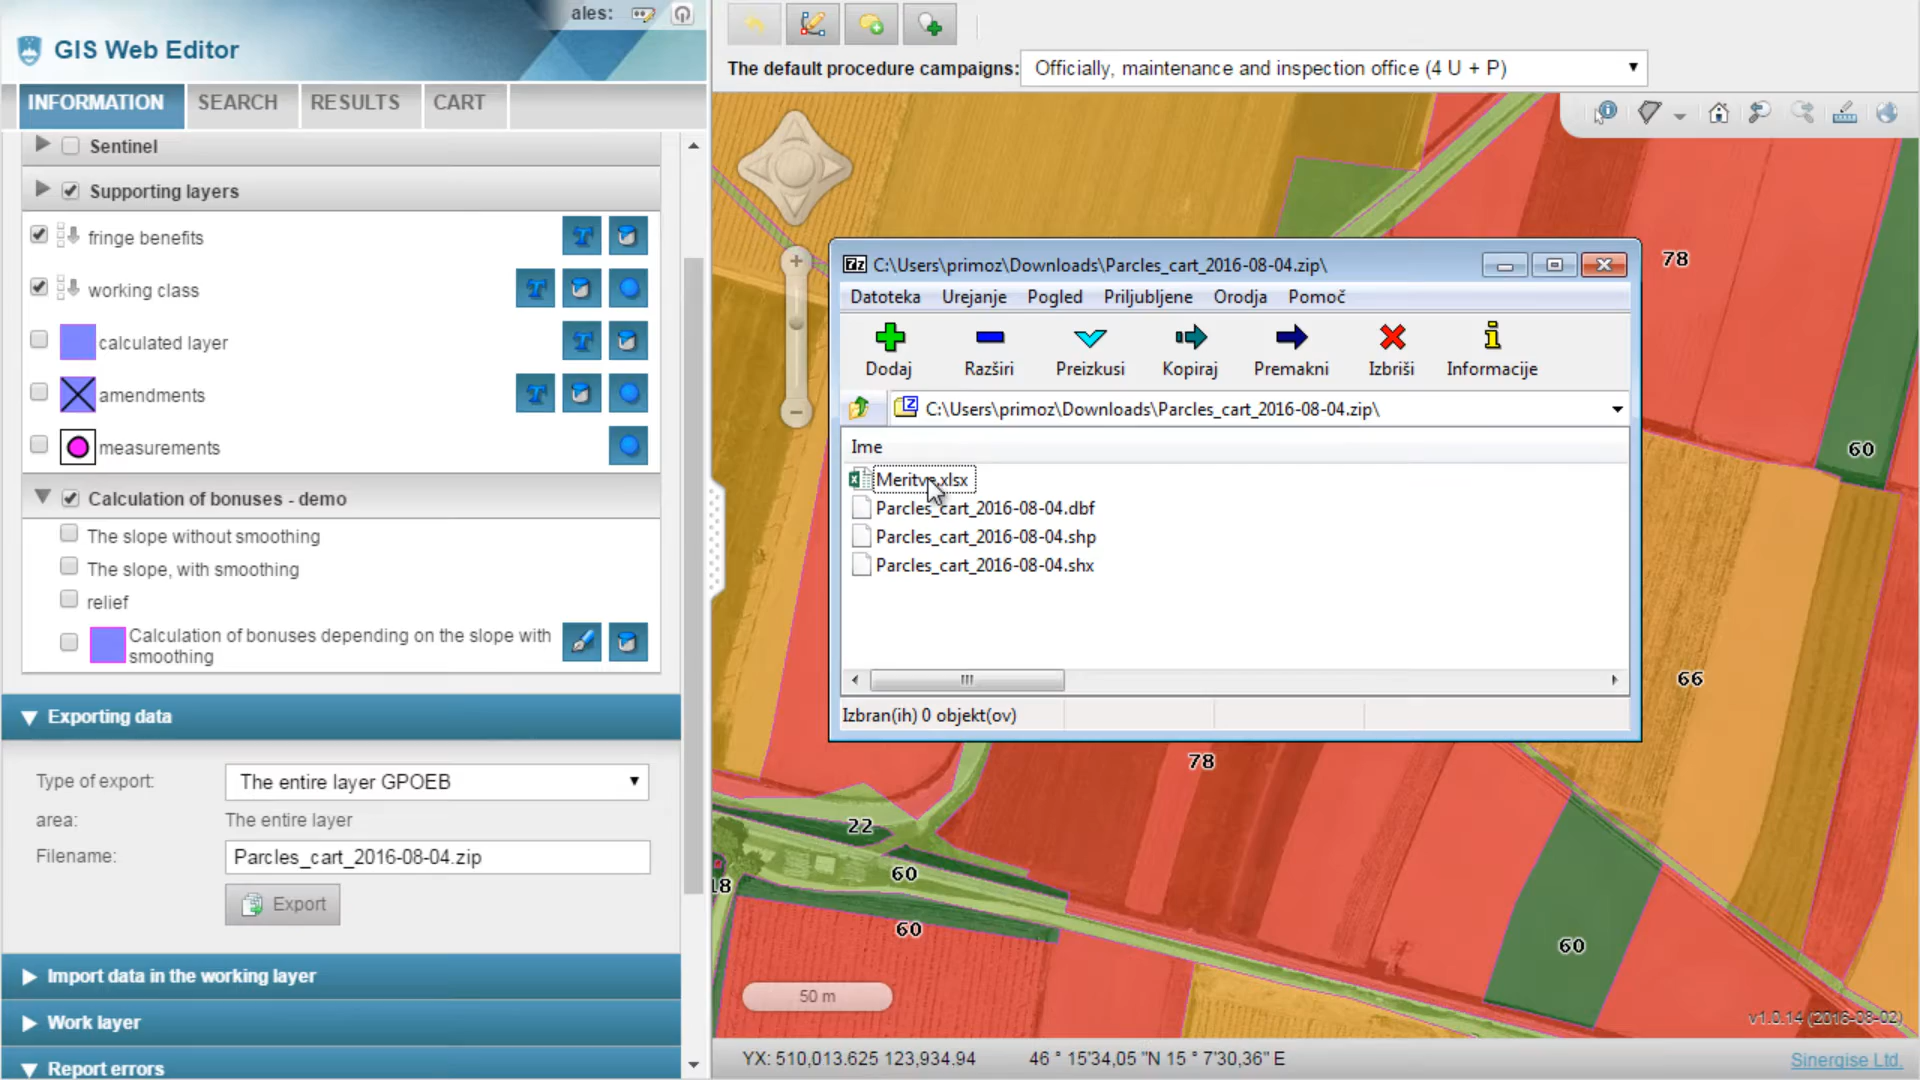 ales:
GIS Web Editor
INFORMATION SEARCH RESULTS CART
Sentinel
Supporting layers
fringe benefits
working class
calculated layer
amendments
measurements
Calculation of bonuses - demo
The slope without smoothing
The slope, with smoothing
relief
Calculation of bonuses depending on the slope with
smoothing
Exporting data
Type of export: The entire layer GPOEB
area: The entire layer
Filename: Parcles_cart_2016-08-04.zip
Export
Import data in the working layer
Work layer
Report errors
The default procedure campaigns: Officially, maintenance and inspection office (4 U + P)
C:\Users\primoz\Downloads\Parcles_cart_2016-08-04.zip\
Datoteka Urejanje Pogled Priljubljene Orodja Pomoč
Dodaj Razširi Preizkusi Kopiraj Premakni Izbriši Informacije
C:\Users\primoz\Downloads\Parcles_cart_2016-08-04.zip\
Ime
Meritve.xlsx
Parcles_cart_2016-08-04.dbf
Parcles_cart_2016-08-04.shp
Parcles_cart_2016-08-04.shx
Izbran(ih) 0 objekt(ov)
78
60
66
78
22
60
18
60
60
50 m
v1.0.14 (2016-08-02)
YX: 510,013.625 123,934.94 46 ° 15'34,05 "N 15 ° 7'30,36" E
Sinergise Ltd.